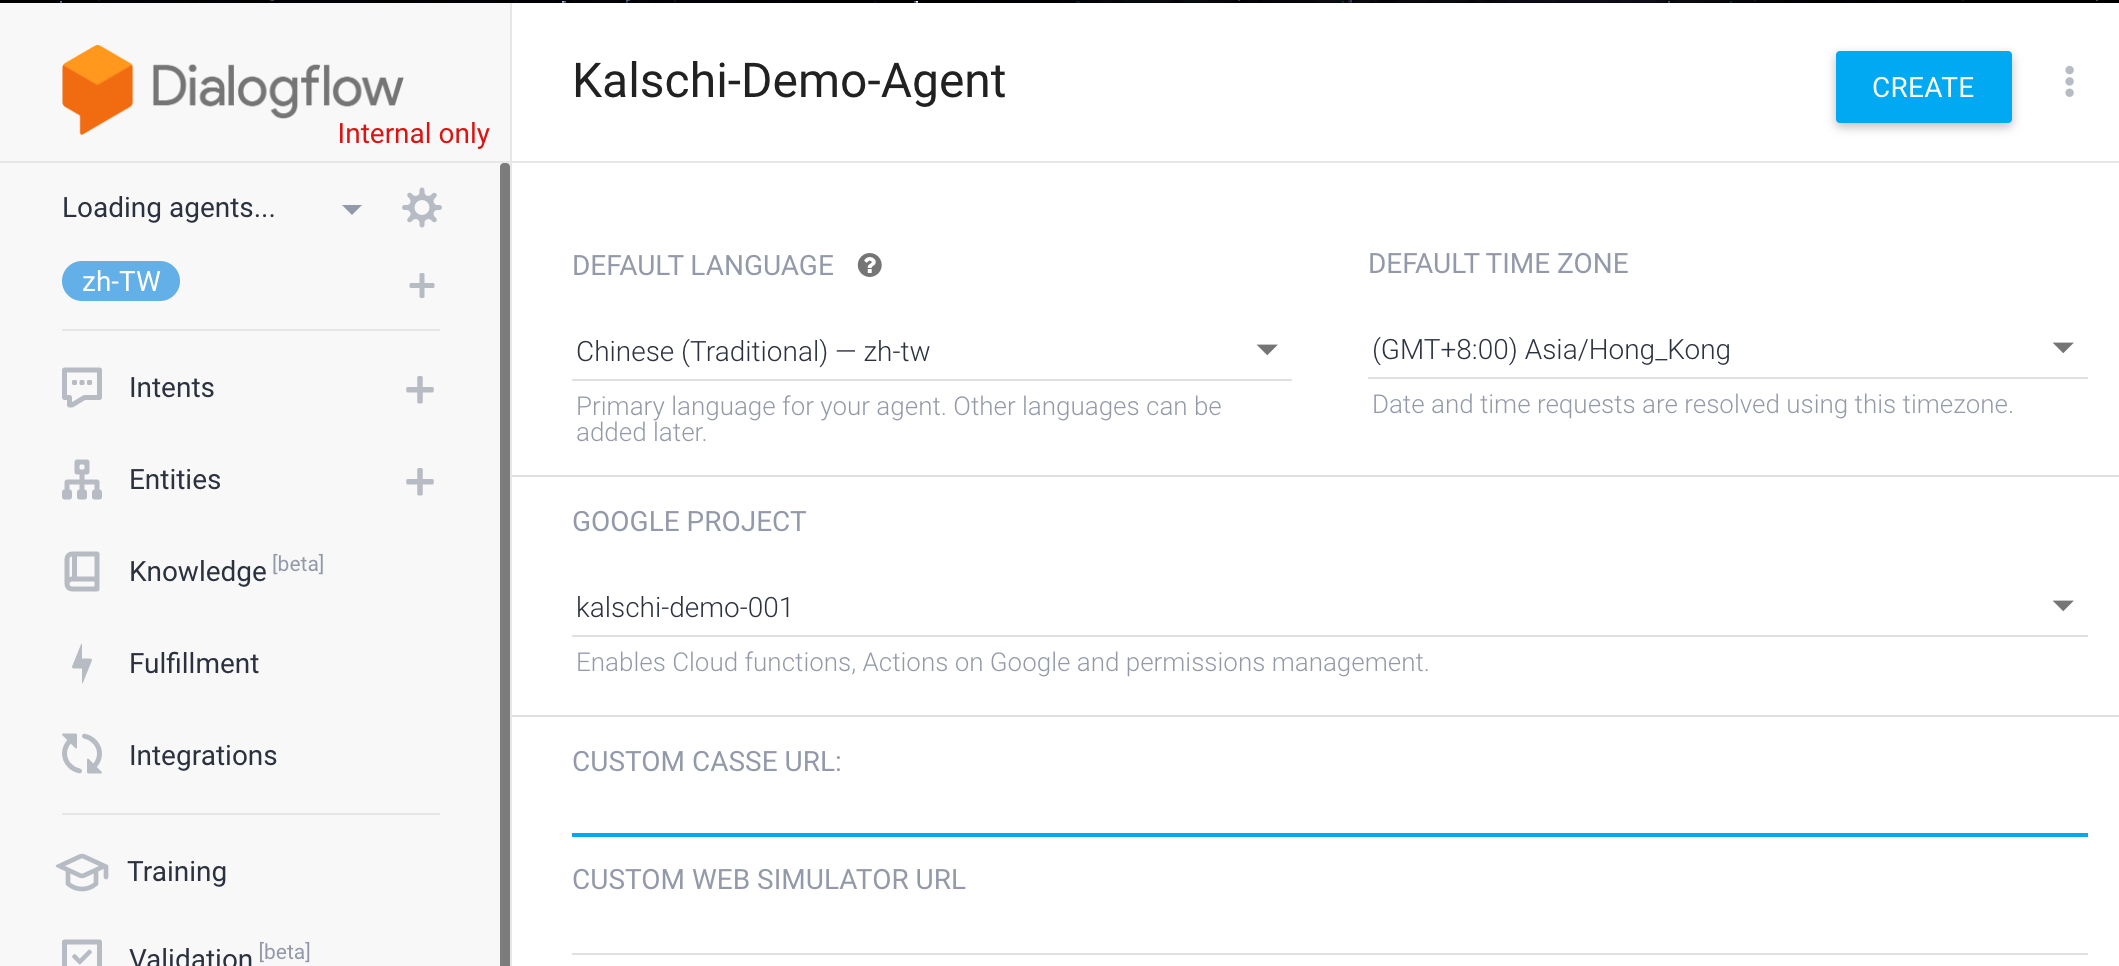 Dialogflow
Internal only
Loading agents...
zh-TW
Intents
Entities
Knowledge [beta]
Fulfillment
Integrations
Training
Validation [beta]
Kalschi-Demo-Agent
CREATE
DEFAULT LANGUAGE
Chinese (Traditional) — zh-tw
Primary language for your agent. Other languages can be
added later.
DEFAULT TIME ZONE
(GMT+8:00) Asia/Hong_Kong
Date and time requests are resolved using this timezone.
GOOGLE PROJECT
kalschi-demo-001
Enables Cloud functions, Actions on Google and permissions management.
CUSTOM CASSE URL:
CUSTOM WEB SIMULATOR URL